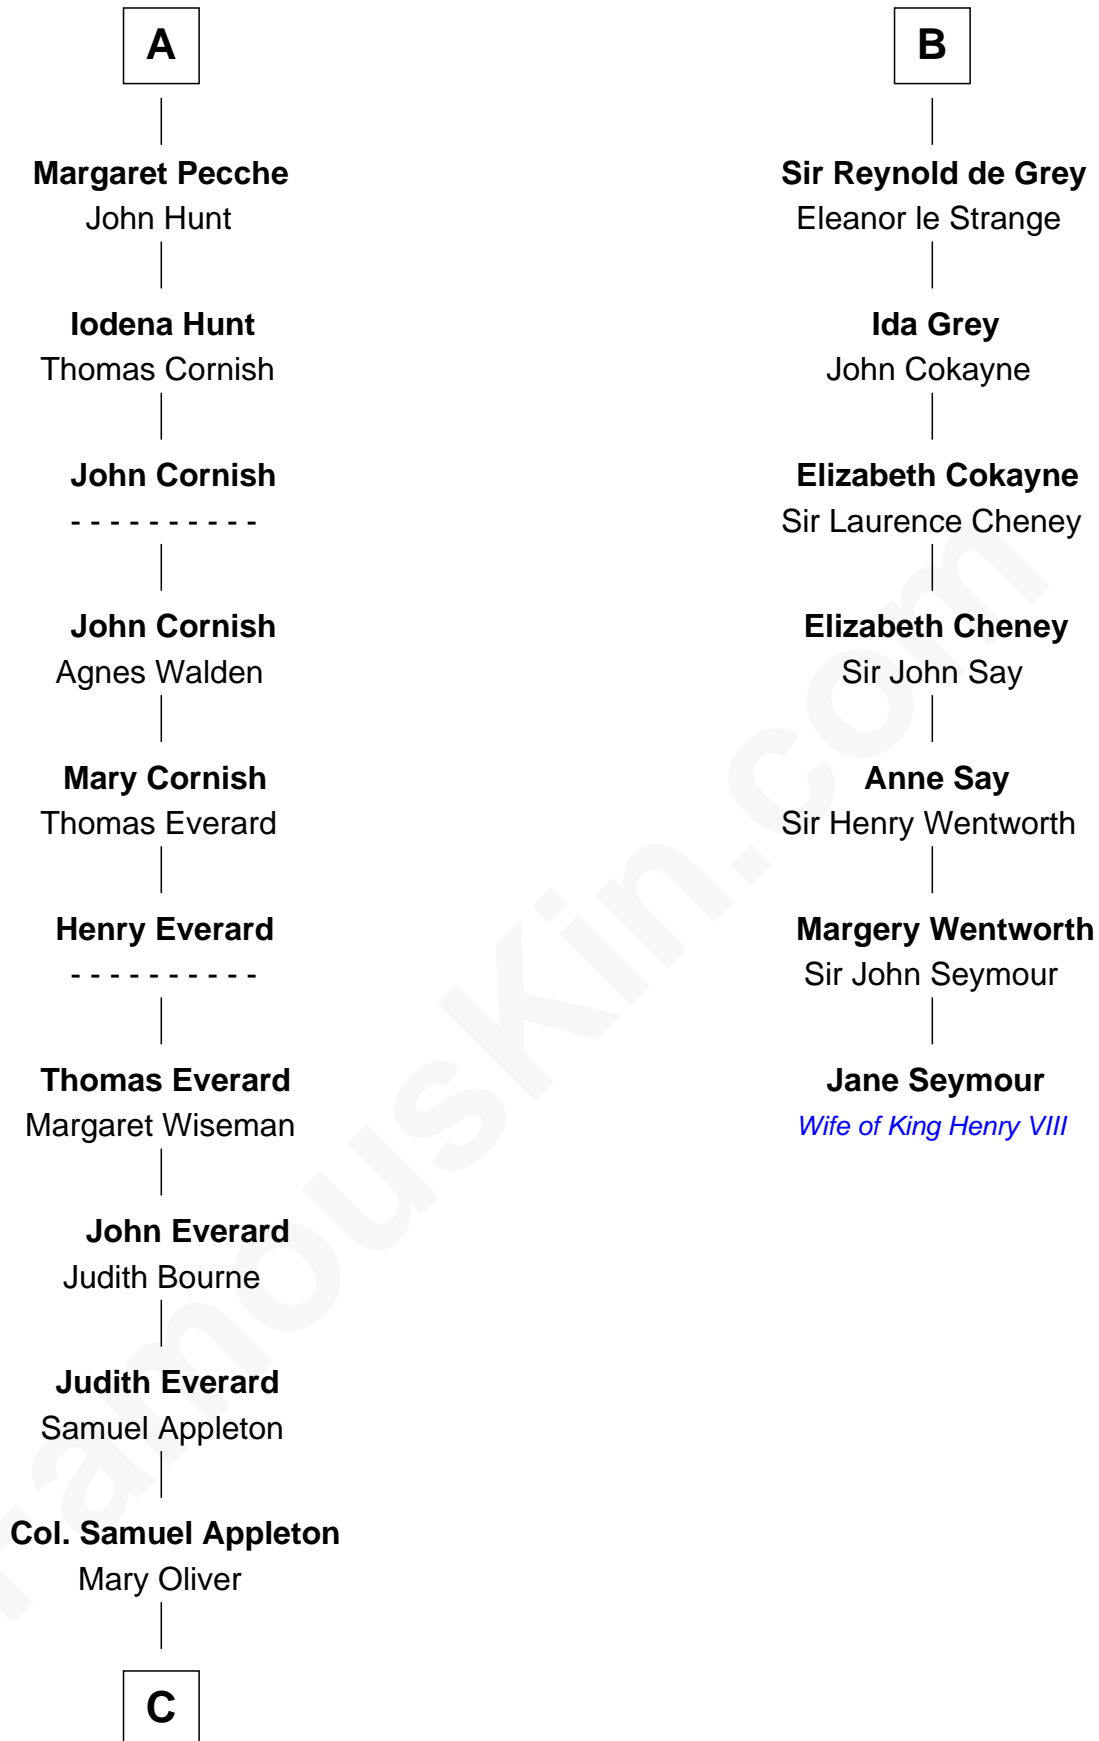 A
Margaret Pecche
John Hunt
Iodena Hunt
Thomas Cornish
John Cornish
- - - - - - - - - -
John Cornish
Agnes Walden
Mary Cornish
Thomas Everard
Henry Everard
- - - - - - - - - -
Thomas Everard
Margaret Wiseman
John Everard
Judith Bourne
Judith Everard
Samuel Appleton
Col. Samuel Appleton
Mary Oliver
C
B
Sir Reynold de Grey
Eleanor le Strange
Ida Grey
John Cokayne
Elizabeth Cokayne
Sir Laurence Cheney
Elizabeth Cheney
Sir John Say
Anne Say
Sir Henry Wentworth
Margery Wentworth
Sir John Seymour
Jane Seymour
Wife of King Henry VIII
FamousKin.com